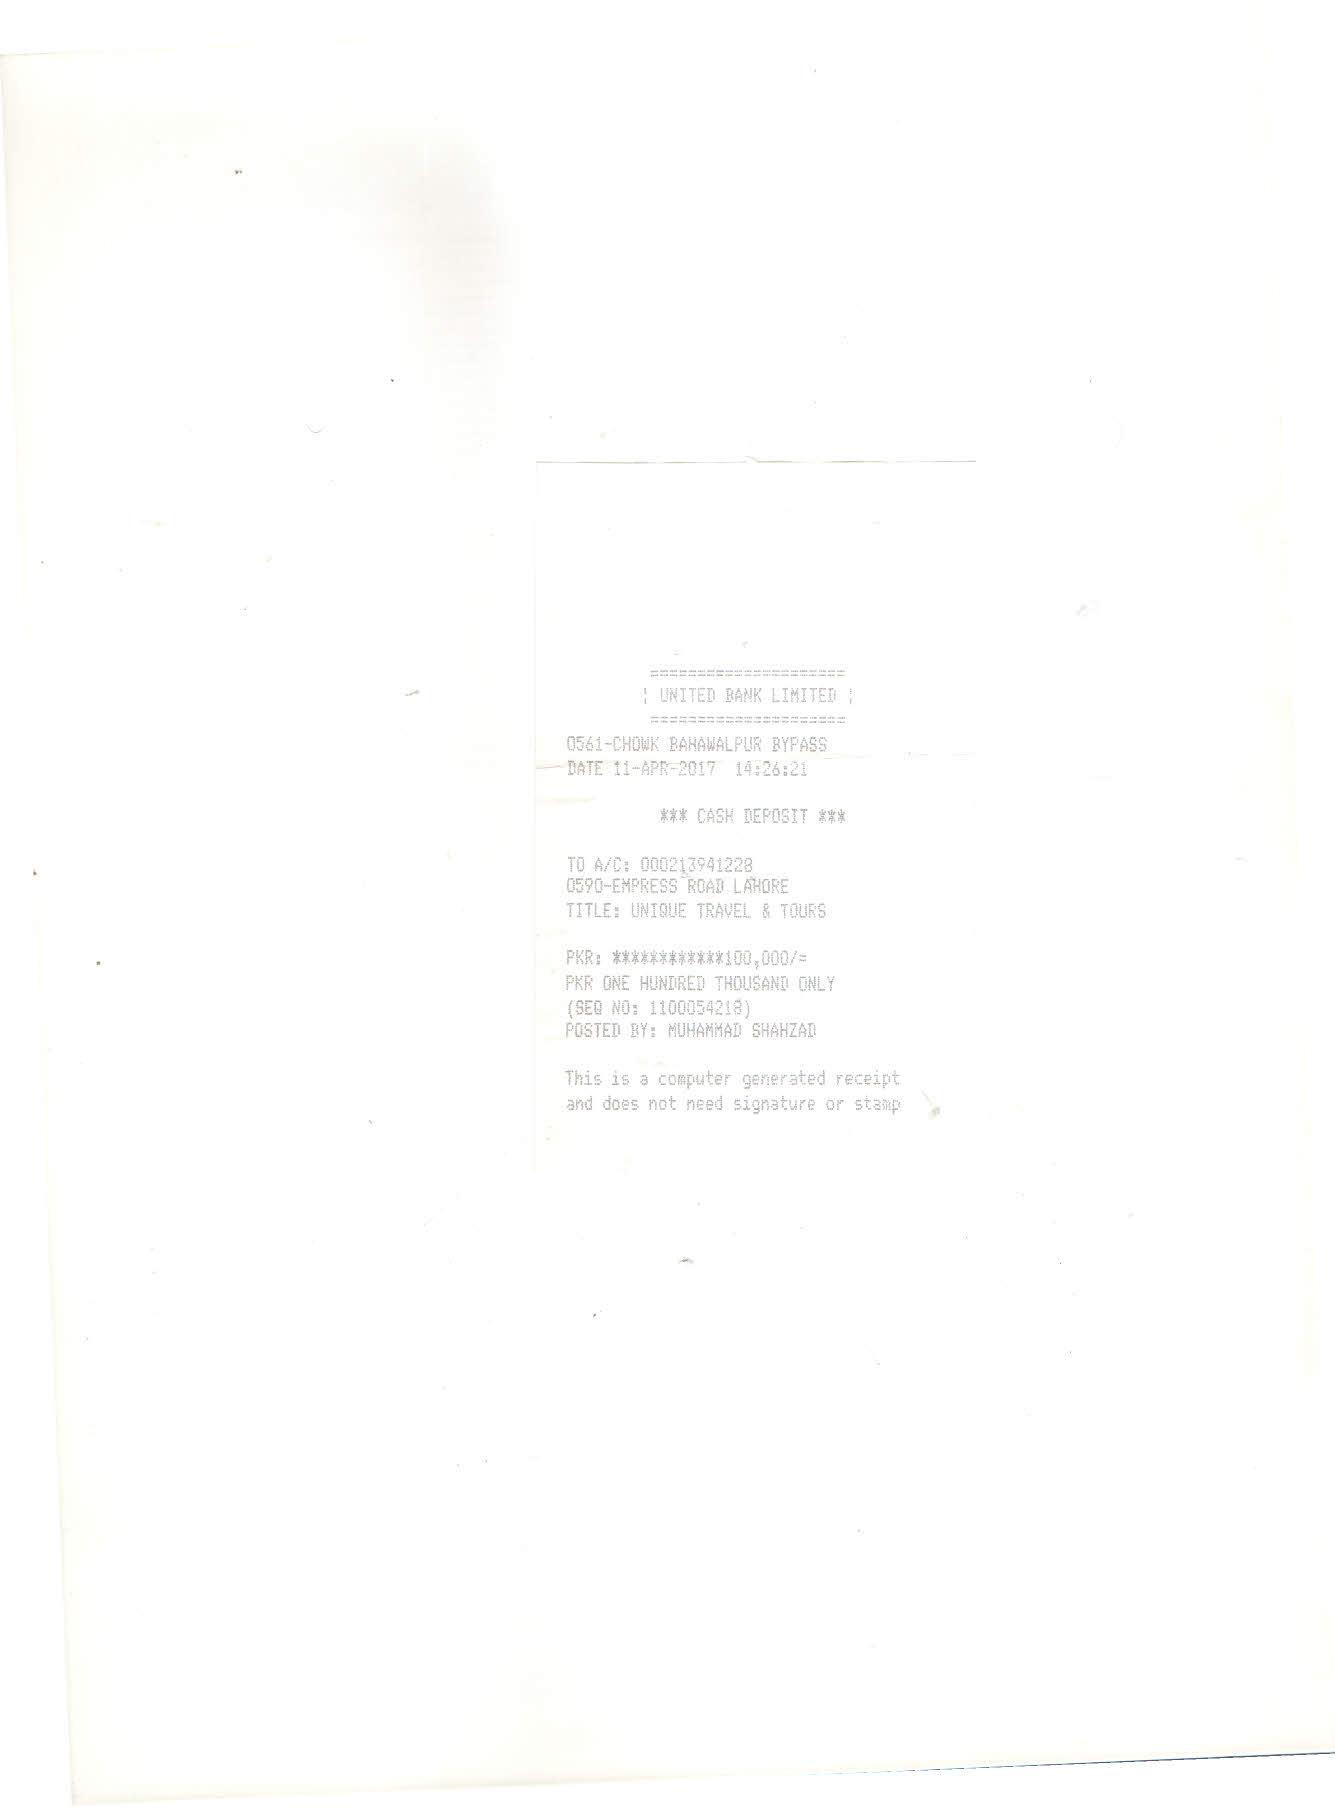 ====================
¦ UNITED BANK LIMITED ¦
=====================
0561-CHOWK BAHAWALPUR BYPASS
DATE 11-APR-2017 14:26:21
*** CASH DEPOSIT ***
TO A/C: 000213941228
0590-EMPRESS ROAD LAHORE
TITLE: UNIQUE TRAVEL & TOURS
PKR: ************100,000/=
PKR ONE HUNDRED THOUSAND ONLY
(SEQ NO: 1100054218)
POSTED BY: MUHAMMAD SHAHZAD
This is a computer generated receipt
and does not need signature or stamp